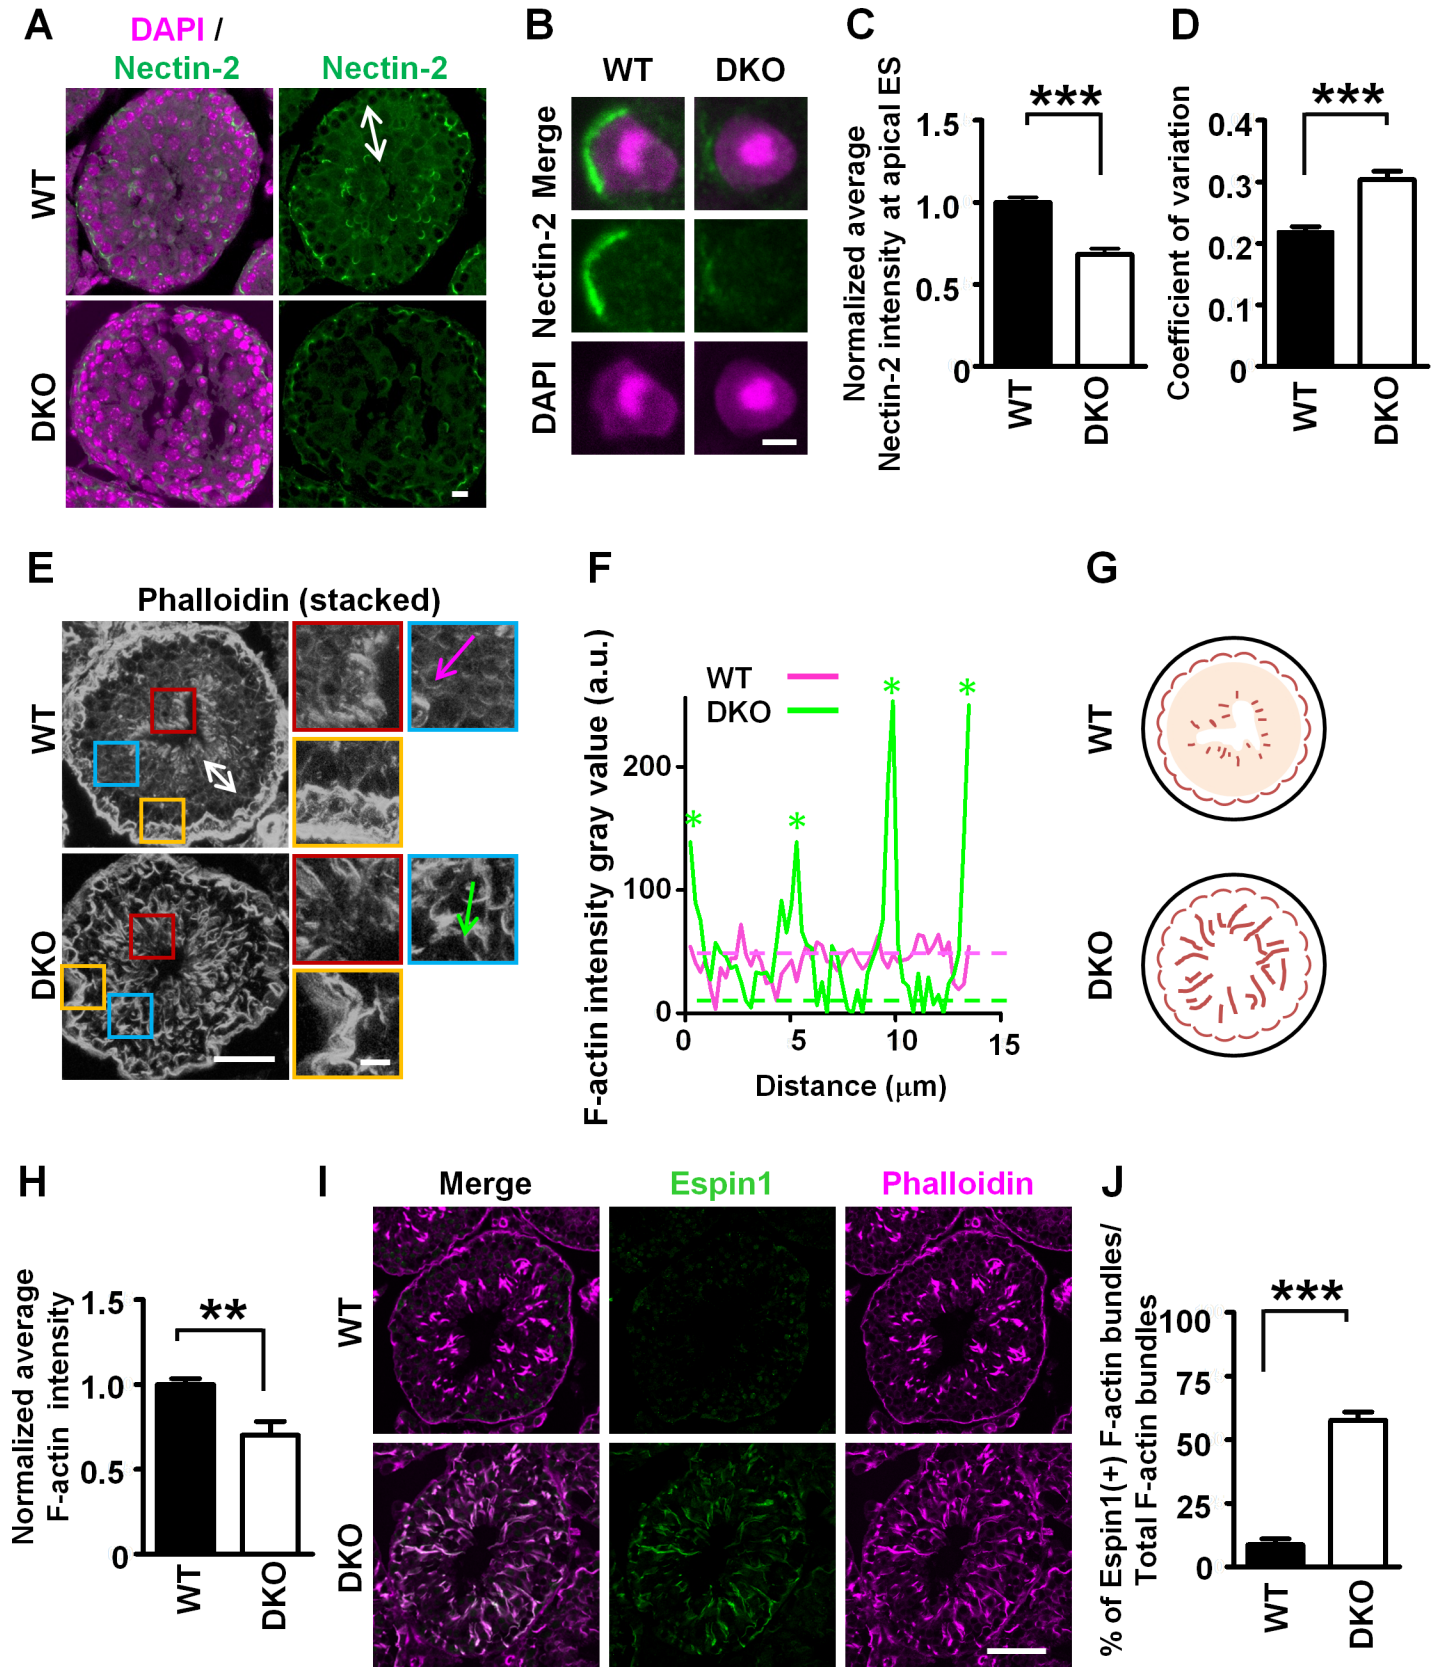 A
DAPI /
Nectin-2
Nectin-2
WT
DKO
B
WT
DKO
Merge
Nectin-2
DAPI
C
Normalized average
Nectin-2 intensity at apical ES
***
1.5
1.0
0.5
0
WT
DKO
D
Coefficient of variation
***
0.4
0.3
0.2
0.1
0
WT
DKO
E
Phalloidin (stacked)
WT
DKO
F
F-actin intensity gray value (a.u.)
WT
DKO
* * * *
200
100
0
0 5 10 15
Distance (μm)
G
WT
DKO
H
Normalized average
F-actin intensity
**
1.5
1.0
0.5
0
WT
DKO
I
Merge
Espin1
Phalloidin
WT
DKO
J
% of Espin1(+) F-actin bundles/
Total F-actin bundles
***
100
75
50
25
0
WT
DKO